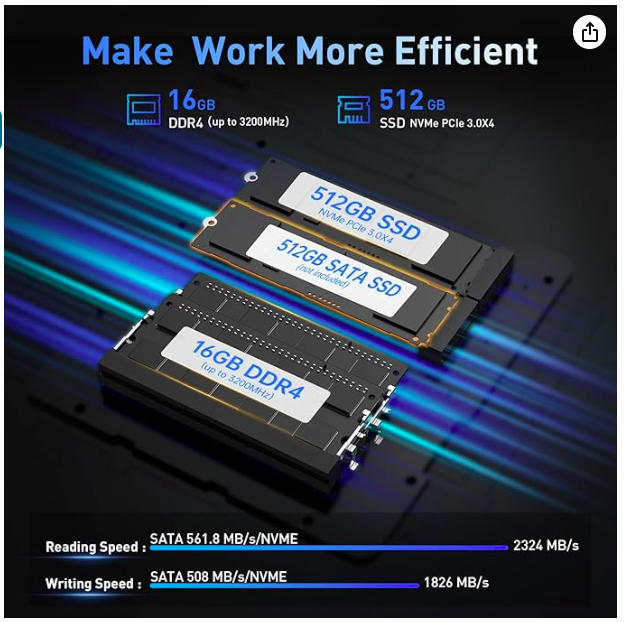 Make Work More Efficient
16GB
DDR4 (up to 3200MHz)
512 GB
SSD NVMe PCIe 3.0X4
512GB SSD
NVMe PCIe 3.0X4
512GB SATA SSD
(not included)
16GB DDR4
(up to 3200MHz)
Reading Speed : SATA 561.8 MB/s/NVME 2324 MB/s
Writing Speed : SATA 508 MB/s/NVME 1826 MB/s